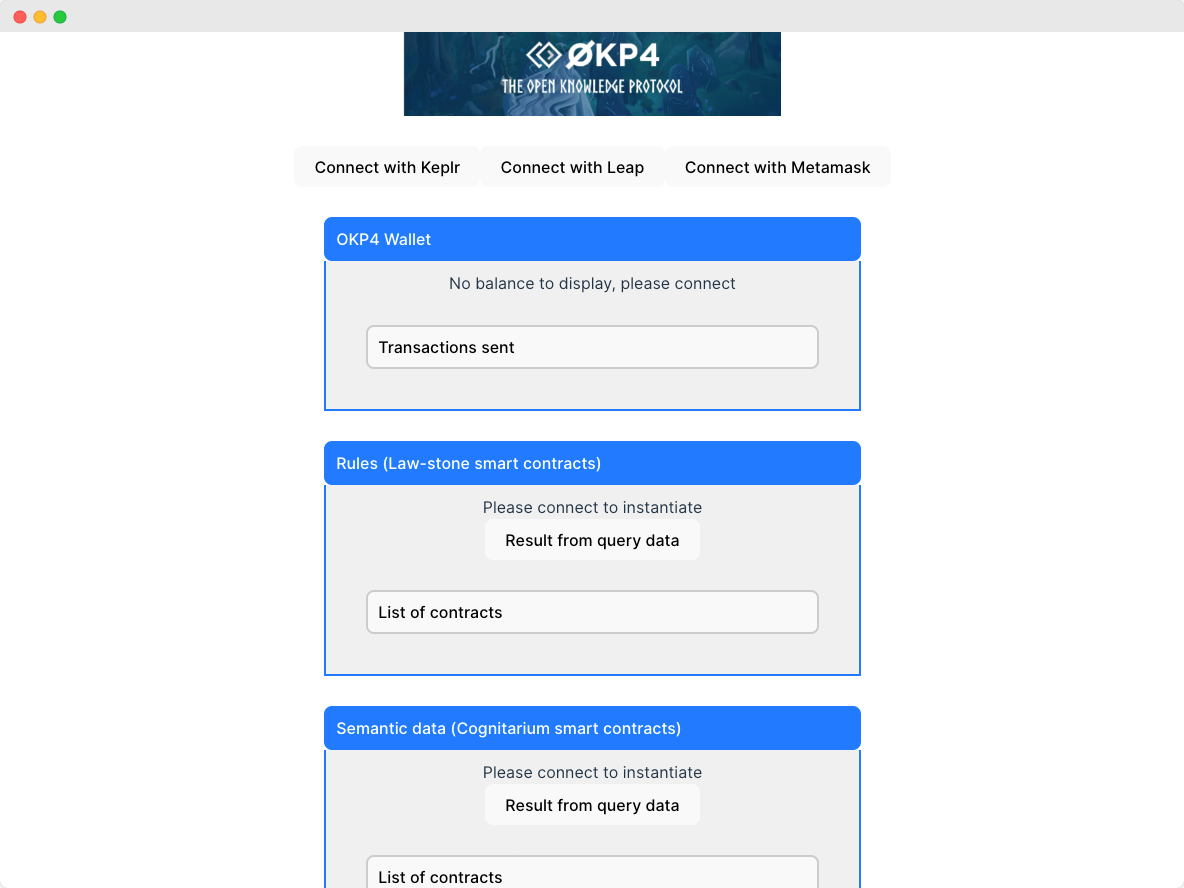 ØKP4
THE OPEN KNOWLEDGE PROTOCOL
Connect with Keplr
Connect with Leap
Connect with Metamask
OKP4 Wallet
No balance to display, please connect
Transactions sent
Rules (Law-stone smart contracts)
Please connect to instantiate
Result from query data
List of contracts
Semantic data (Cognitarium smart contracts)
Please connect to instantiate
Result from query data
List of contracts